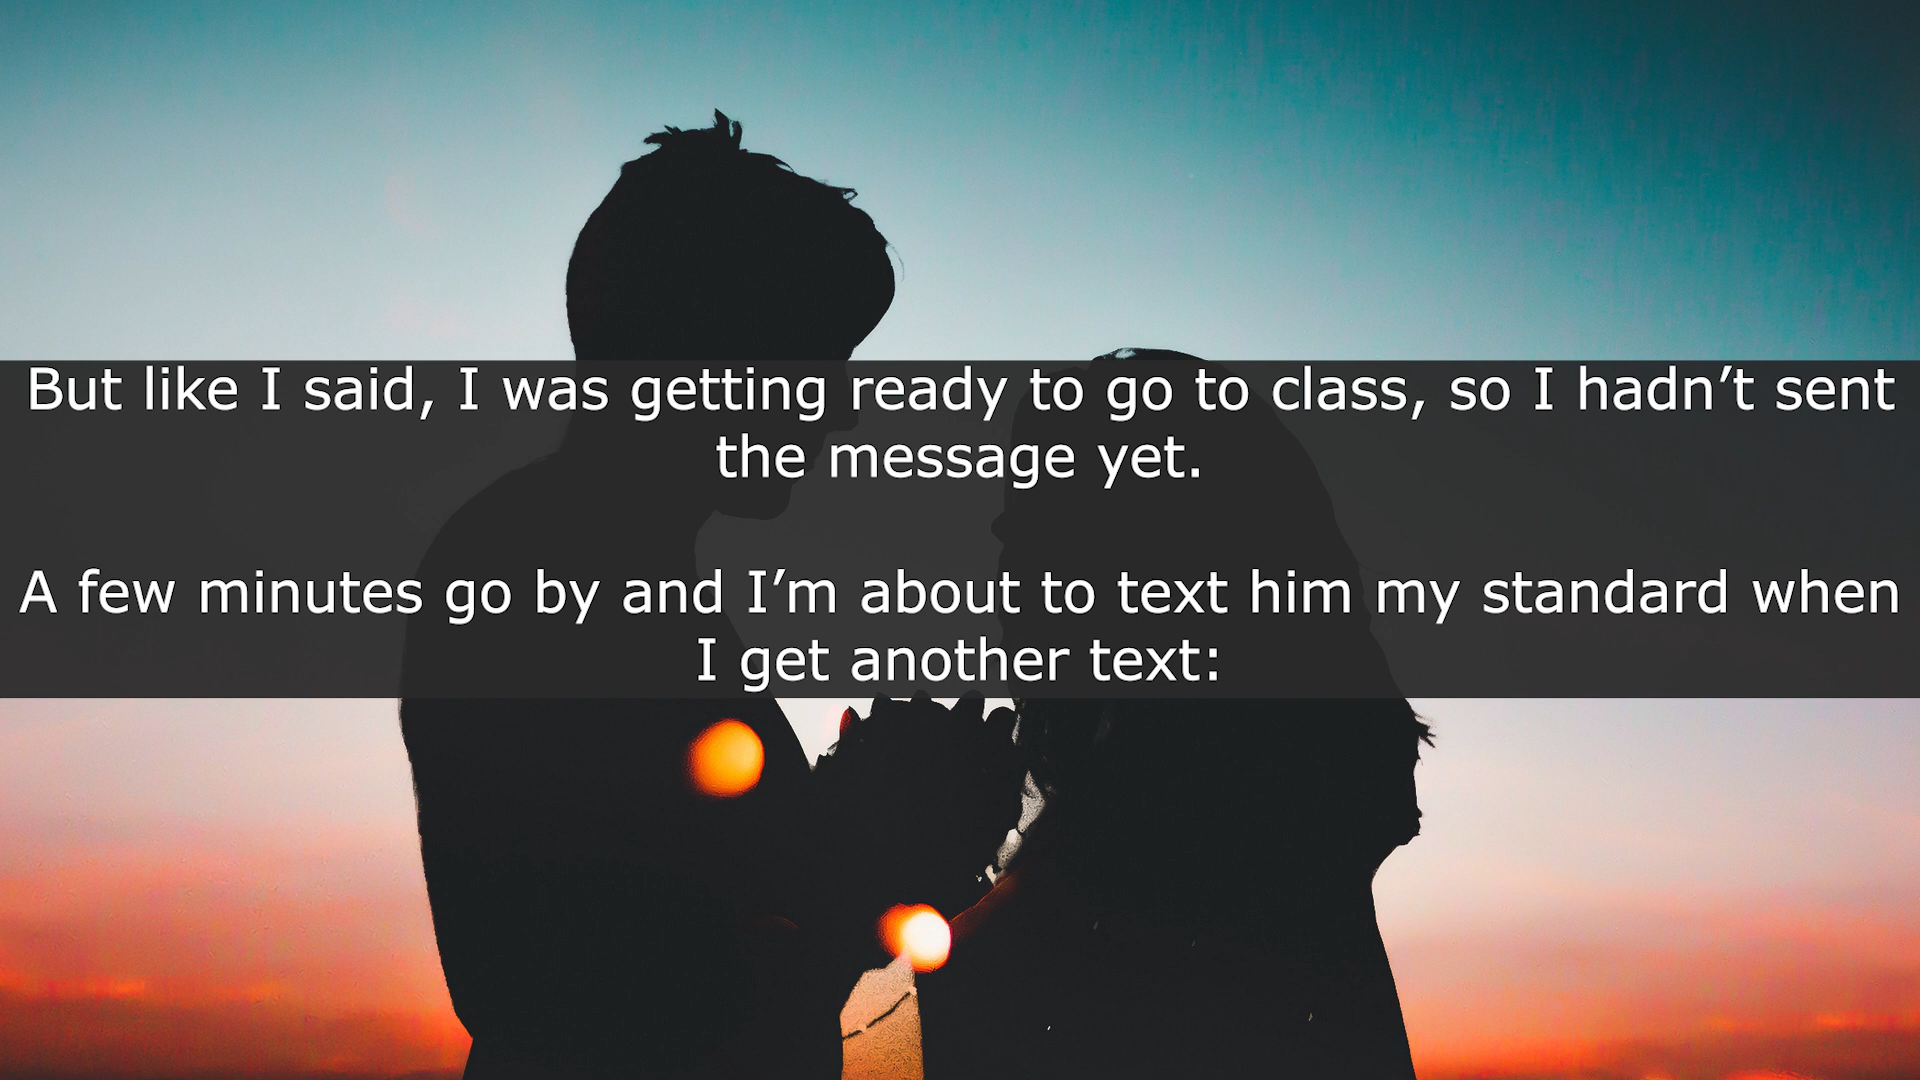 But like I said, I was getting ready to go to class, so I hadn’t sent
the message yet.
A few minutes go by and I’m about to text him my standard when
I get another text: